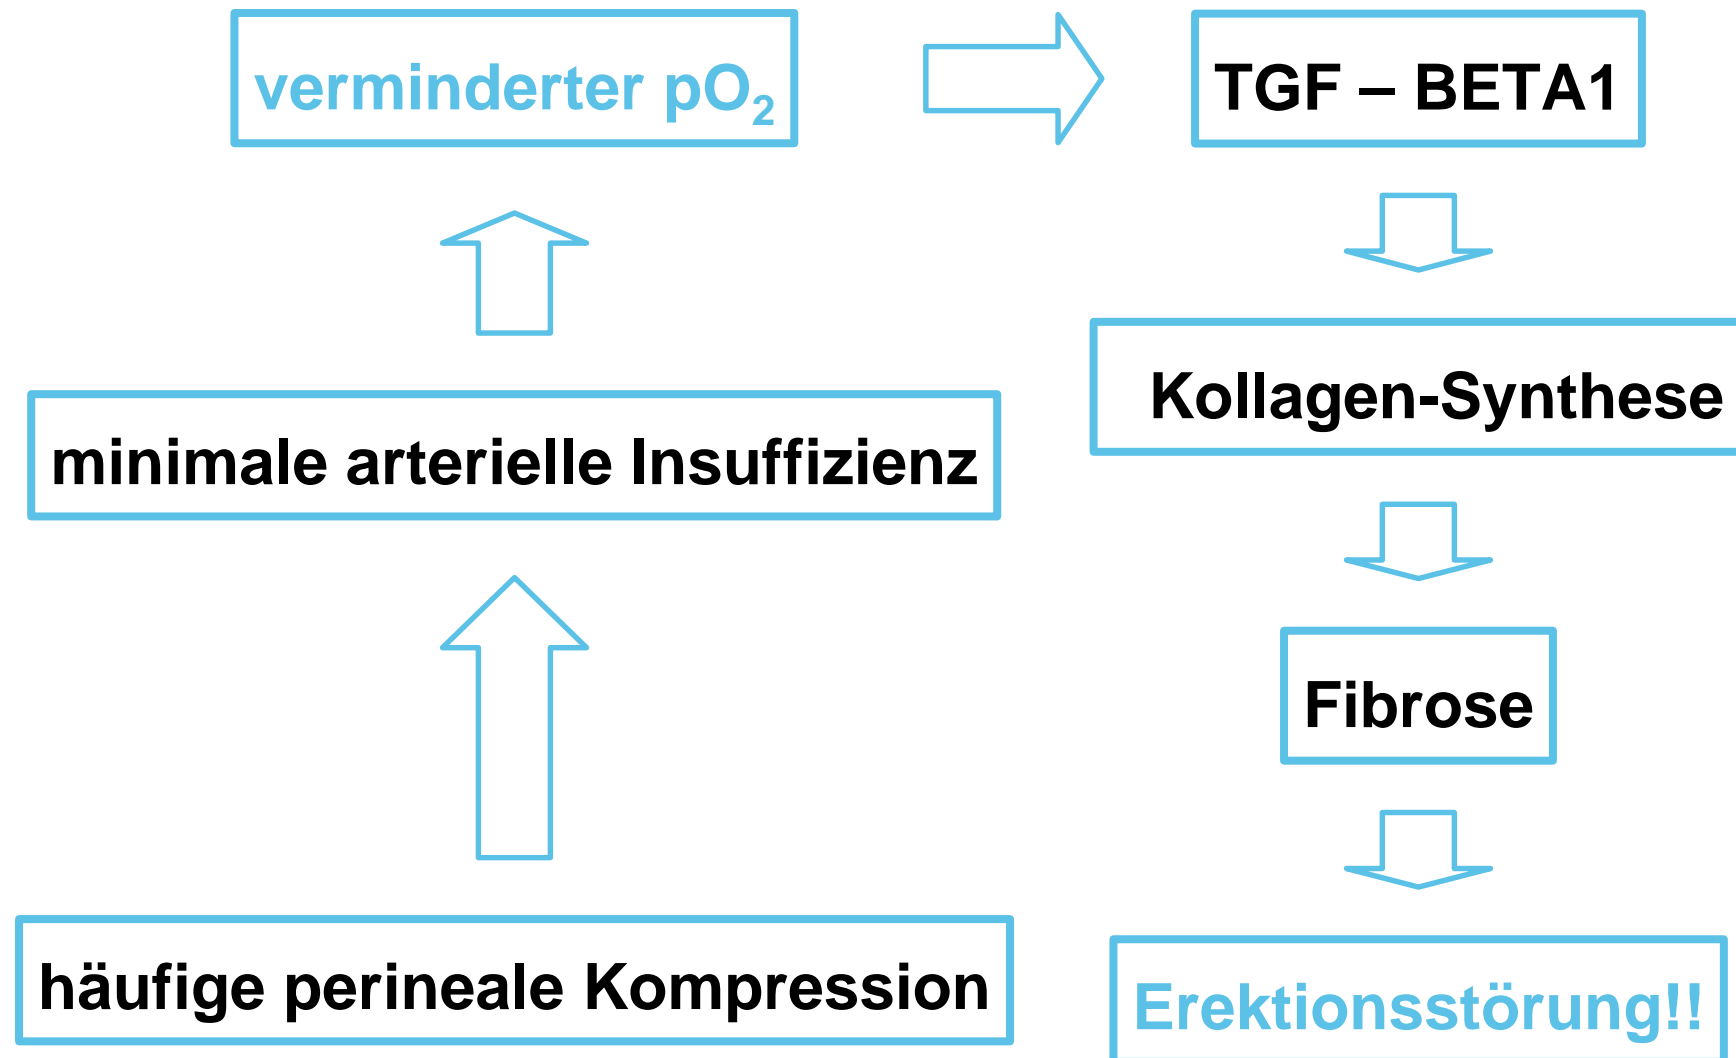 verminderter pO₂
TGF – BETA1
Kollagen-Synthese
minimale arterielle Insuffizienz
Fibrose
häufige perineale Kompression
Erektionsstörung!!